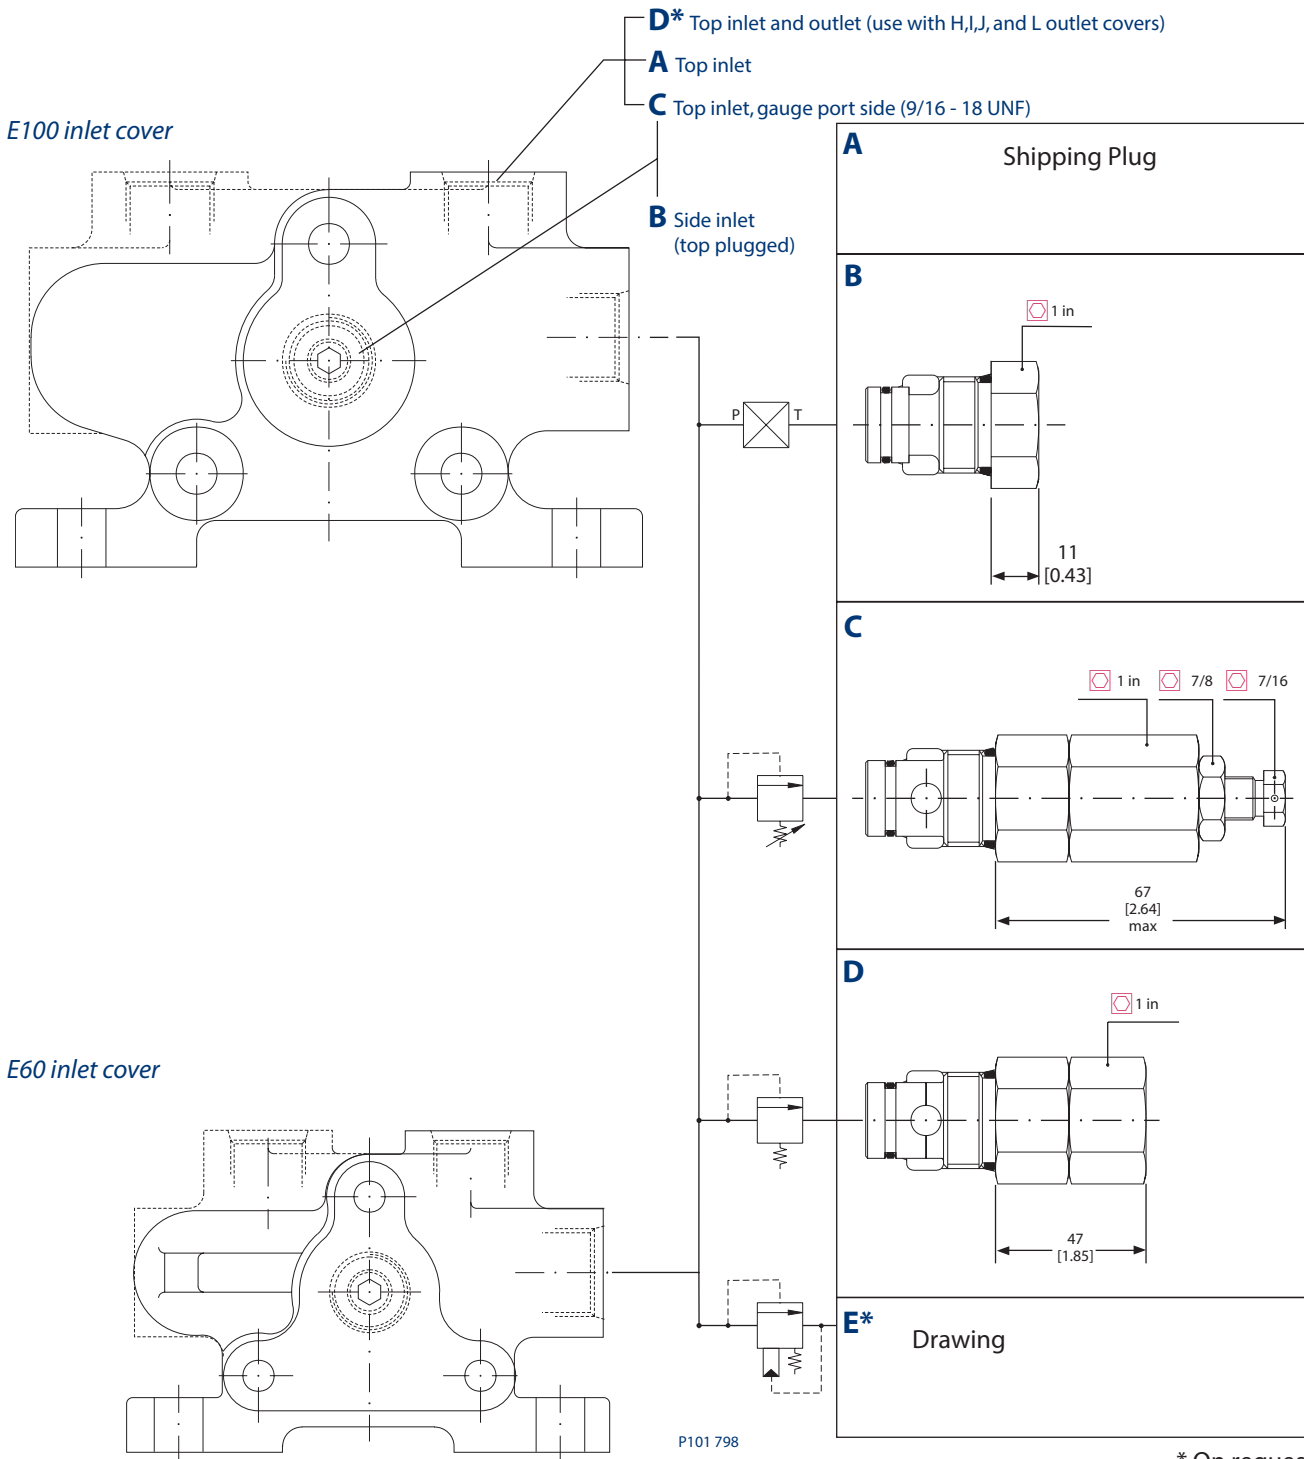 D* Top inlet and outlet (use with H,I,J, and L outlet covers)
A Top inlet
C Top inlet, gauge port side (9/16 - 18 UNF)
E100 inlet cover
A
Shipping Plug
B Side inlet
(top plugged)
B
1 in
P T
11
[0.43]
C
1 in 7/8 7/16
67
[2.64]
max
D
1 in
E60 inlet cover
47
[1.85]
E*
Drawing
P101 798
* On